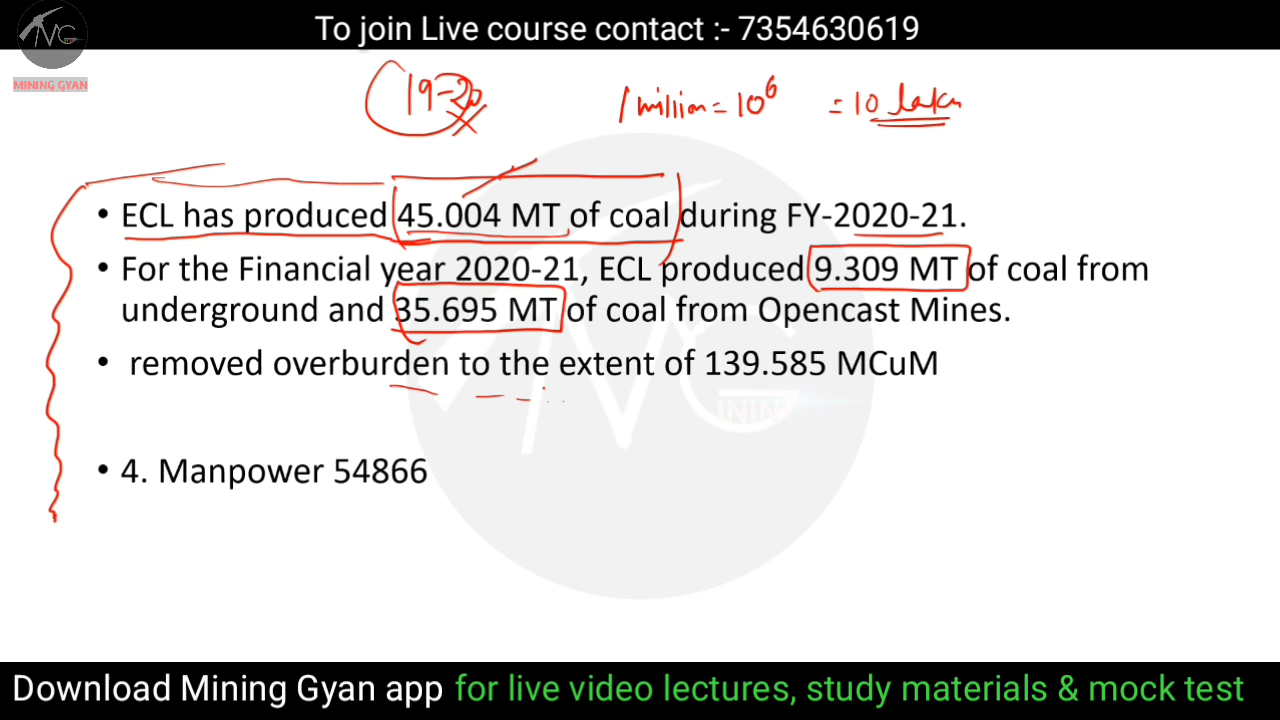 To join Live course contact :- 7354630619
MINING GYAN
19-20
1 million = 10⁶ = 10 lakh
• ECL has produced 45.004 MT of coal during FY-2020-21.
• For the Financial year 2020-21, ECL produced 9.309 MT of coal from
underground and 35.695 MT of coal from Opencast Mines.
• removed overburden to the extent of 139.585 MCuM
• 4. Manpower 54866
Download Mining Gyan app for live video lectures, study materials & mock test